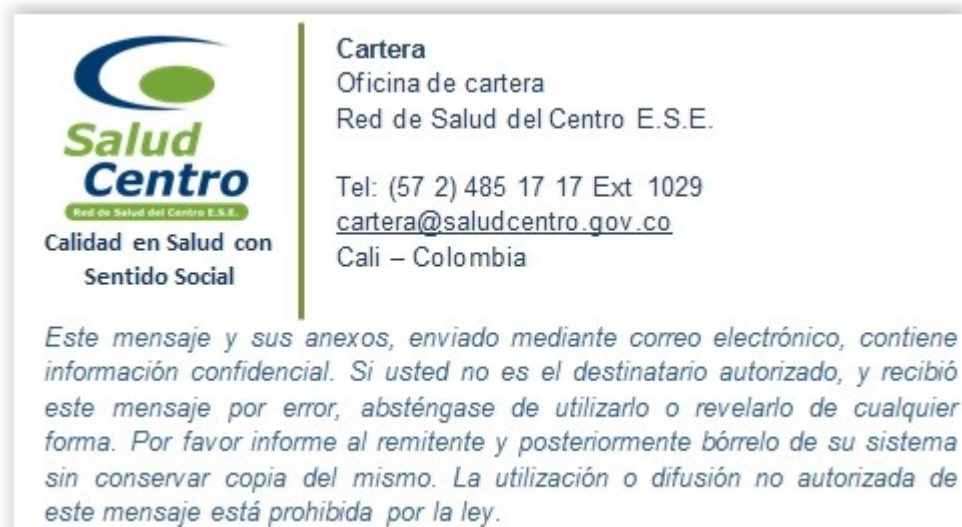 Salud
Centro
Red de Salud del Centro E.S.E.
Calidad en Salud con
Sentido Social
Cartera
Oficina de cartera
Red de Salud del Centro E.S.E.
Tel: (57 2) 485 17 17 Ext 1029
cartera@saludcentro.gov.co
Cali – Colombia
Este mensaje y sus anexos, enviado mediante correo electrónico, contiene
información confidencial. Si usted no es el destinatario autorizado, y recibió
este mensaje por error, absténgase de utilizarlo o revelarlo de cualquier
forma. Por favor informe al remitente y posteriormente bórrelo de su sistema
sin conservar copia del mismo. La utilización o difusión no autorizada de
este mensaje está prohibida por la ley.